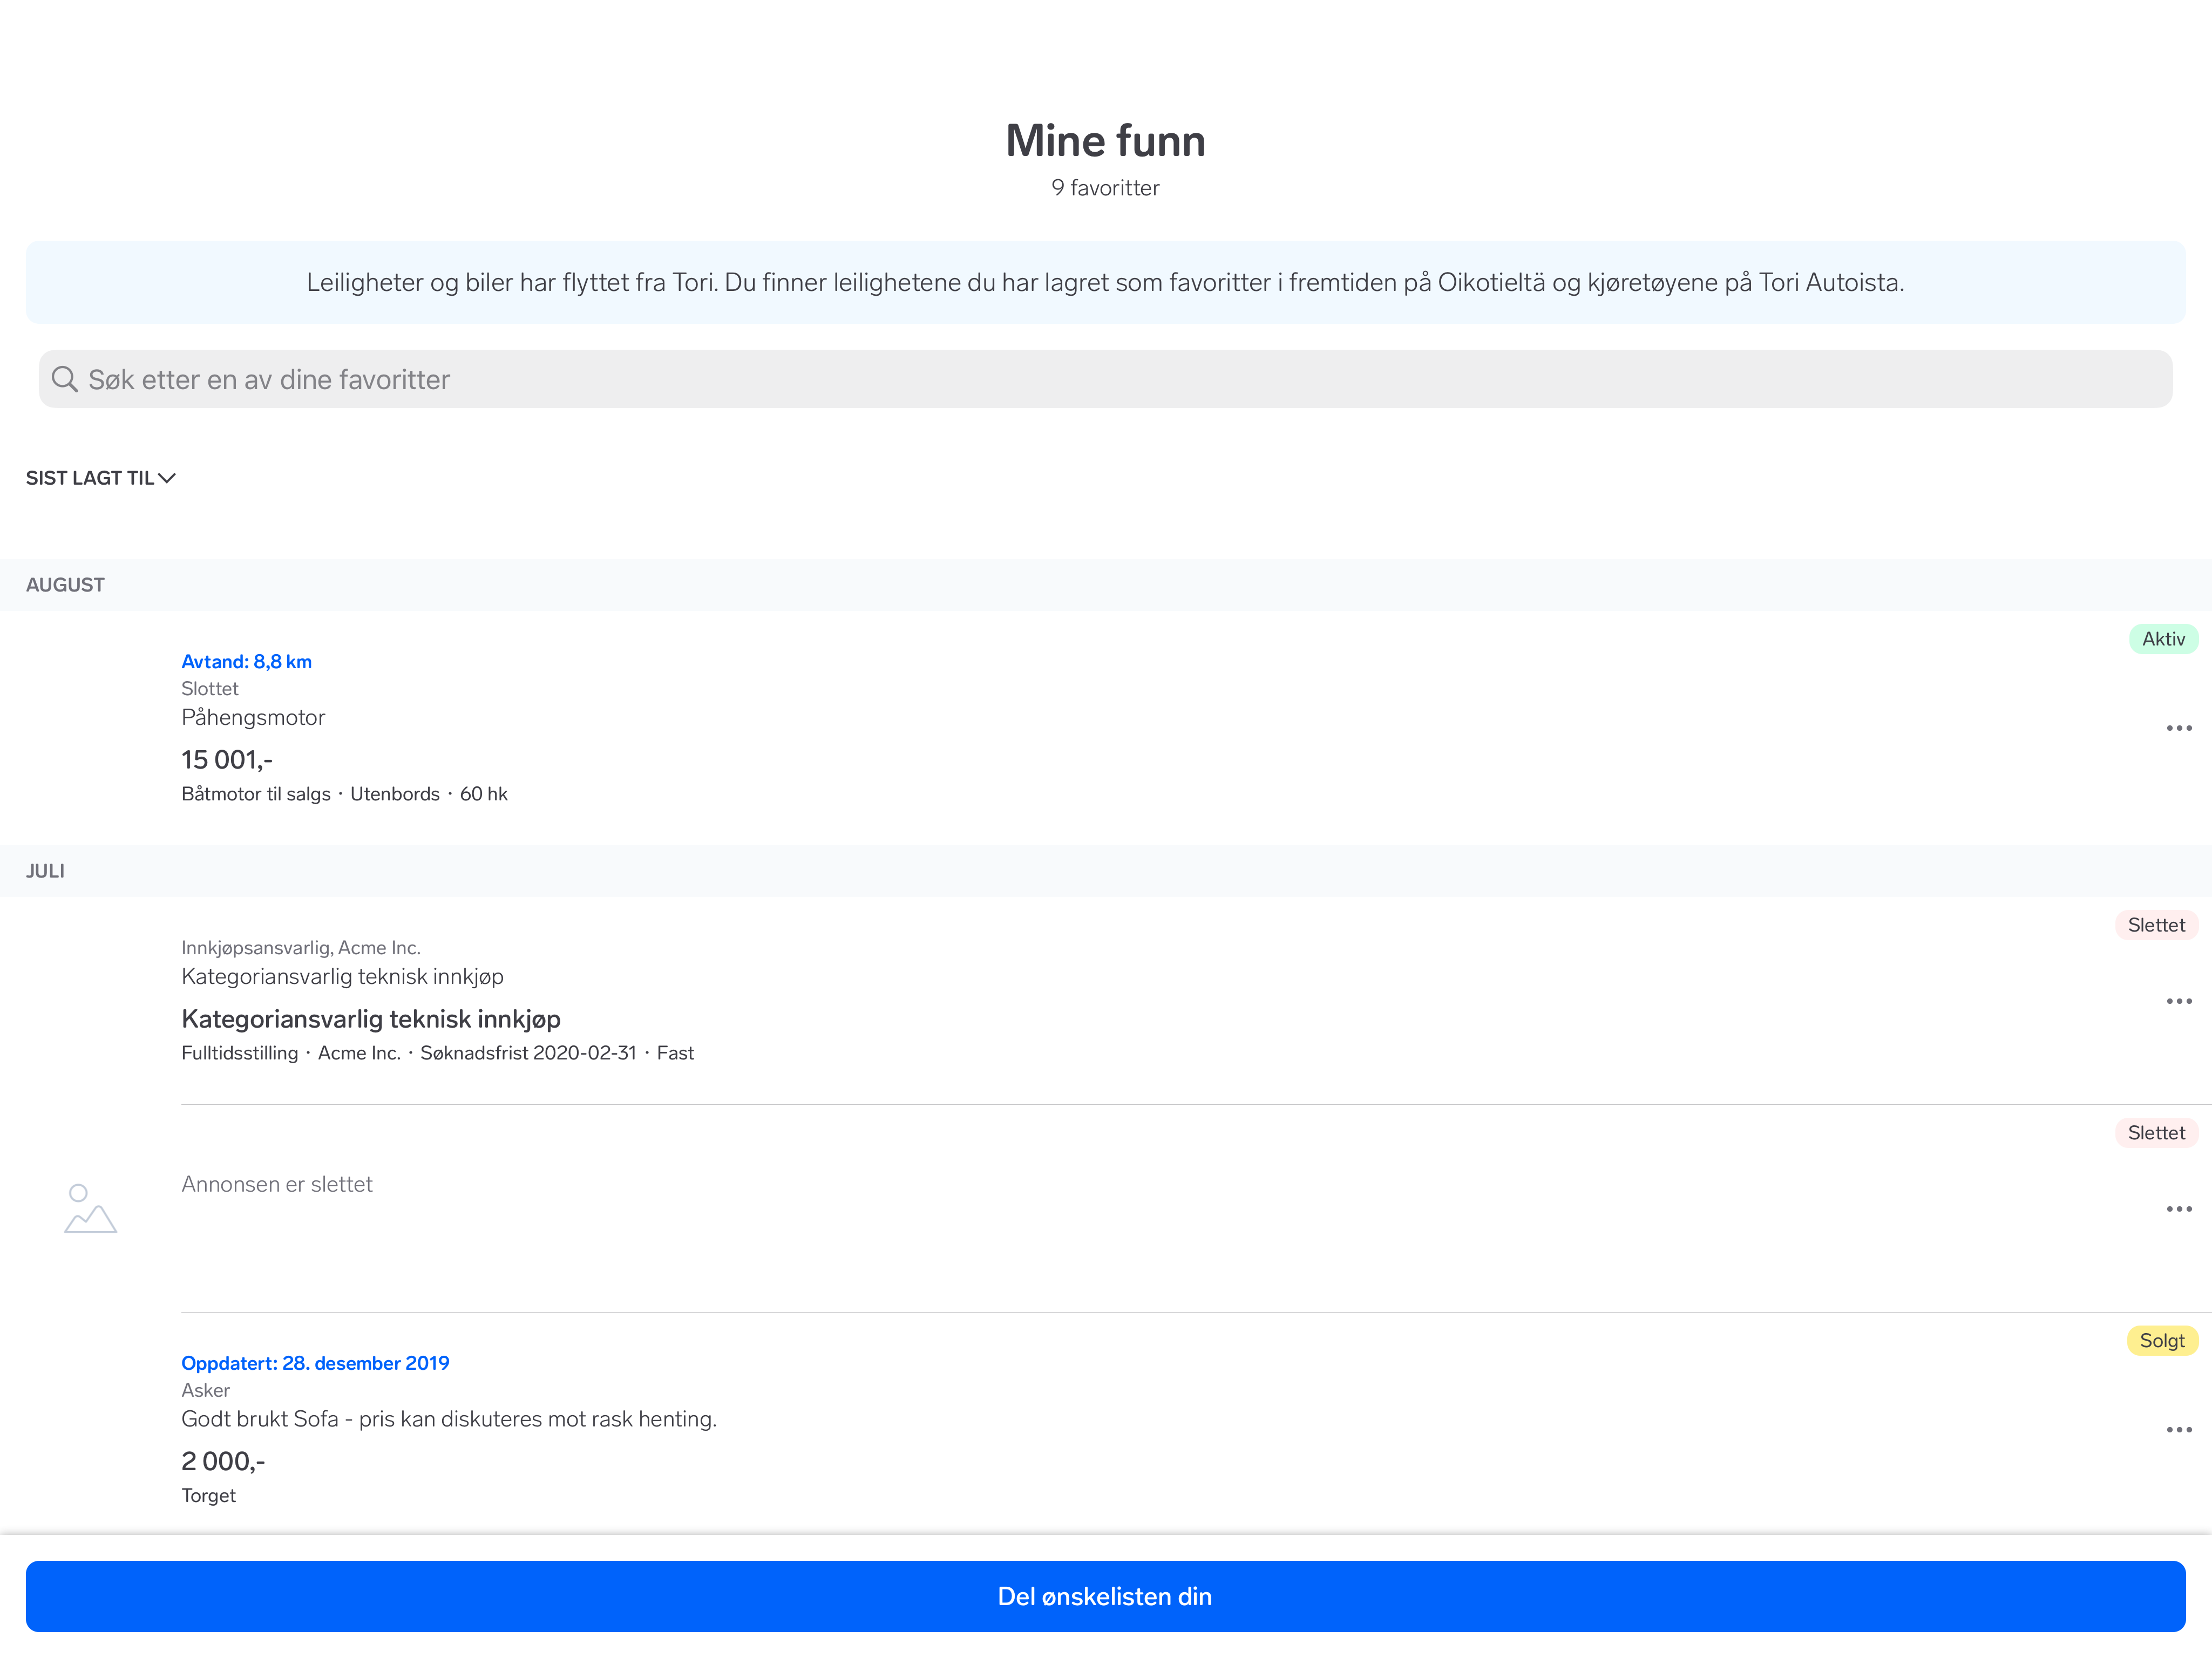 Mine funn
9 favoritter
Leiligheter og biler har flyttet fra Tori. Du finner leilighetene du har lagret som favoritter i fremtiden på Oikotieltä og kjøretøyene på Tori Autoista.
Søk etter en av dine favoritter
SIST LAGT TIL
AUGUST
Aktiv
Avtand: 8,8 km
Slottet
Påhengsmotor
15 001,-
Båtmotor til salgs · Utenbords · 60 hk
JULI
Slettet
Innkjøpsansvarlig, Acme Inc.
Kategoriansvarlig teknisk innkjøp
Kategoriansvarlig teknisk innkjøp
Fulltidsstilling · Acme Inc. · Søknadsfrist 2020-02-31 · Fast
Slettet
Annonsen er slettet
Solgt
Oppdatert: 28. desember 2019
Asker
Godt brukt Sofa - pris kan diskuteres mot rask henting.
2 000,-
Torget
Del ønskelisten din